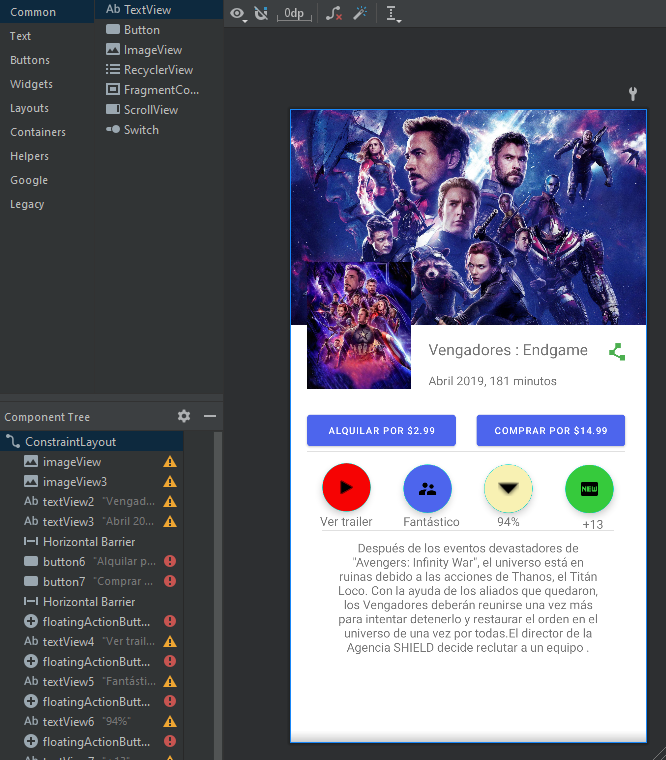 Common
Text
Buttons
Widgets
Layouts
Containers
Helpers
Google
Legacy
Ab TextView
Button
ImageView
RecyclerView
FragmentCo...
ScrollView
Switch
0dp
Component Tree
ConstraintLayout
imageView
imageView3
Ab textView2 "Vengad...
Ab textView3 "Abril 20...
Horizontal Barrier
button6 "Alquilar p...
button7 "Comprar ...
Horizontal Barrier
floatingActionButt...
Ab textView4 "Ver trail...
floatingActionButt...
Ab textView5 "Fantásti...
floatingActionButt...
Ab textView6 "94%"
floatingActionButt...
Vengadores : Endgame
Abril 2019, 181 minutos
ALQUILAR POR $2.99
COMPRAR POR $14.99
NEW
Ver trailer
Fantástico
94%
+13
Después de los eventos devastadores de
"Avengers: Infinity War", el universo está en
ruinas debido a las acciones de Thanos, el Titán
Loco. Con la ayuda de los aliados que quedaron,
los Vengadores deberán reunirse una vez más
para intentar detenerlo y restaurar el orden en el
universo de una vez por todas.El director de la
Agencia SHIELD decide reclutar a un equipo .